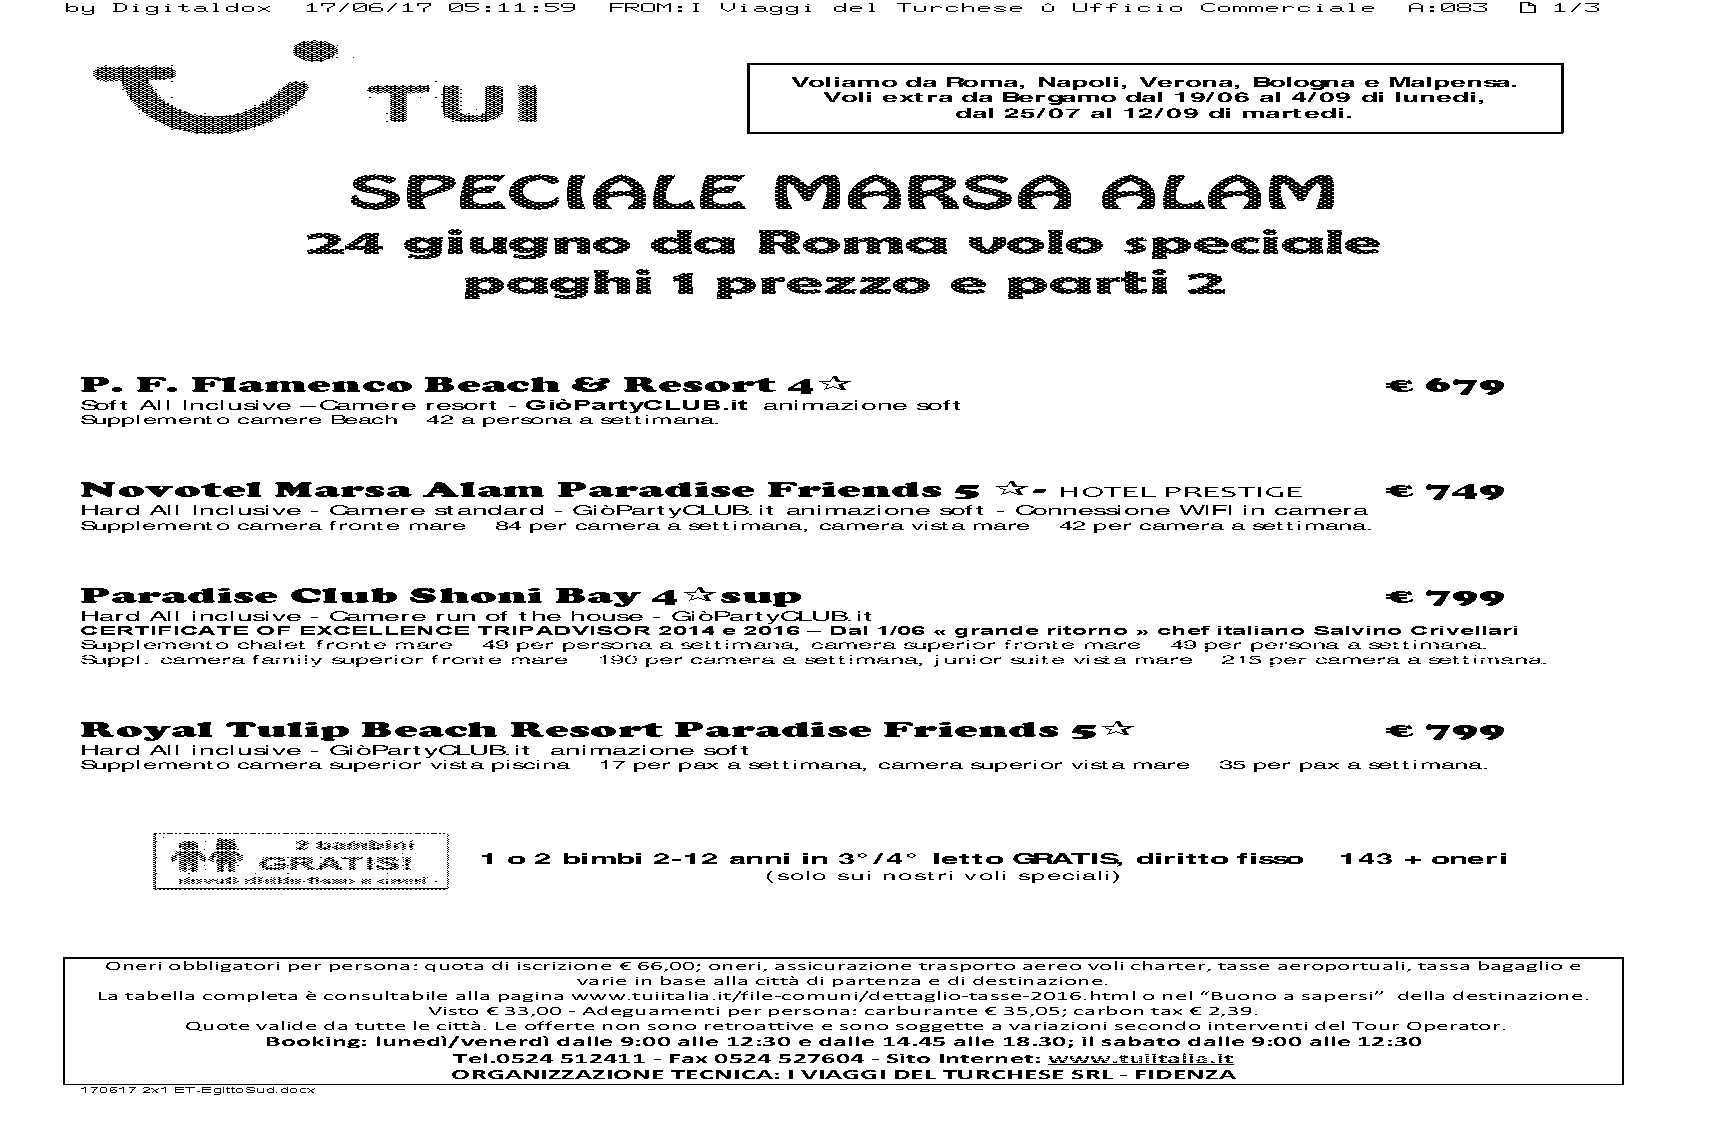 by Digitaldox 17/06/17 05:11:59 FROM:I Viaggi del Turchese û Ufficio Commerciale A:083 1/3
TUI
Voliamo da Roma, Napoli, Verona, Bologna e Malpensa.
Voli extra da Bergamo dal 19/06 al 4/09 di lunedi,
dal 25/07 al 12/09 di martedi.
SPECIALE MARSA ALAM
24 giugno da Roma volo speciale
paghi 1 prezzo e parti 2
P. F. Flamenco Beach & Resort 4☆ € 679
Soft All Inclusive –Camere resort - GiòPartyCLUB.it animazione soft
Supplemento camere Beach 42 a persona a settimana.
Novotel Marsa Alam Paradise Friends 5 ☆- HOTEL PRESTIGE € 749
Hard All Inclusive - Camere standard - GiòPartyCLUB.it animazione soft - Connessione WIFI in camera
Supplemento camera fronte mare 84 per camera a settimana, camera vista mare 42 per camera a settimana.
Paradise Club Shoni Bay 4☆sup € 799
Hard All inclusive - Camere run of the house - GiòPartyCLUB.it
CERTIFICATE OF EXCELLENCE TRIPADVISOR 2014 e 2016 – Dal 1/06 « grande ritorno » chef italiano Salvino Crivellari
Supplemento chalet fronte mare 49 per persona a settimana, camera superior fronte mare 49 per persona a settimana.
Suppl. camera family superior fronte mare 190 per camera a settimana, junior suite vista mare 215 per camera a settimana.
Royal Tulip Beach Resort Paradise Friends 5☆ € 799
Hard All inclusive - GiòPartyCLUB.it animazione soft
Supplemento camera superior vista piscina 17 per pax a settimana, camera superior vista mare 35 per pax a settimana.
2 bambini
GRATIS!
1 o 2 bimbi 2-12 anni in 3°/4° letto GRATIS, diritto fisso 143 + oneri
(solo sui nostri voli speciali)
Oneri obbligatori per persona: quota di iscrizione € 66,00; oneri, assicurazione trasporto aereo voli charter, tasse aeroportuali, tassa bagaglio e
varie in base alla città di partenza e di destinazione.
La tabella completa è consultabile alla pagina www.tuiitalia.it/file-comuni/dettaglio-tasse-2016.html o nel “Buono a sapersi” della destinazione.
Visto € 33,00 - Adeguamenti per persona: carburante € 35,05; carbon tax € 2,39.
Quote valide da tutte le città. Le offerte non sono retroattive e sono soggette a variazioni secondo interventi del Tour Operator.
Booking: lunedì/venerdì dalle 9:00 alle 12:30 e dalle 14.45 alle 18.30; il sabato dalle 9:00 alle 12:30
Tel.0524 512411 - Fax 0524 527604 - Sito Internet: www.tuiitalia.it
ORGANIZZAZIONE TECNICA: I VIAGGI DEL TURCHESE SRL - FIDENZA
170617 2x1 ET-EgittoSud.docx